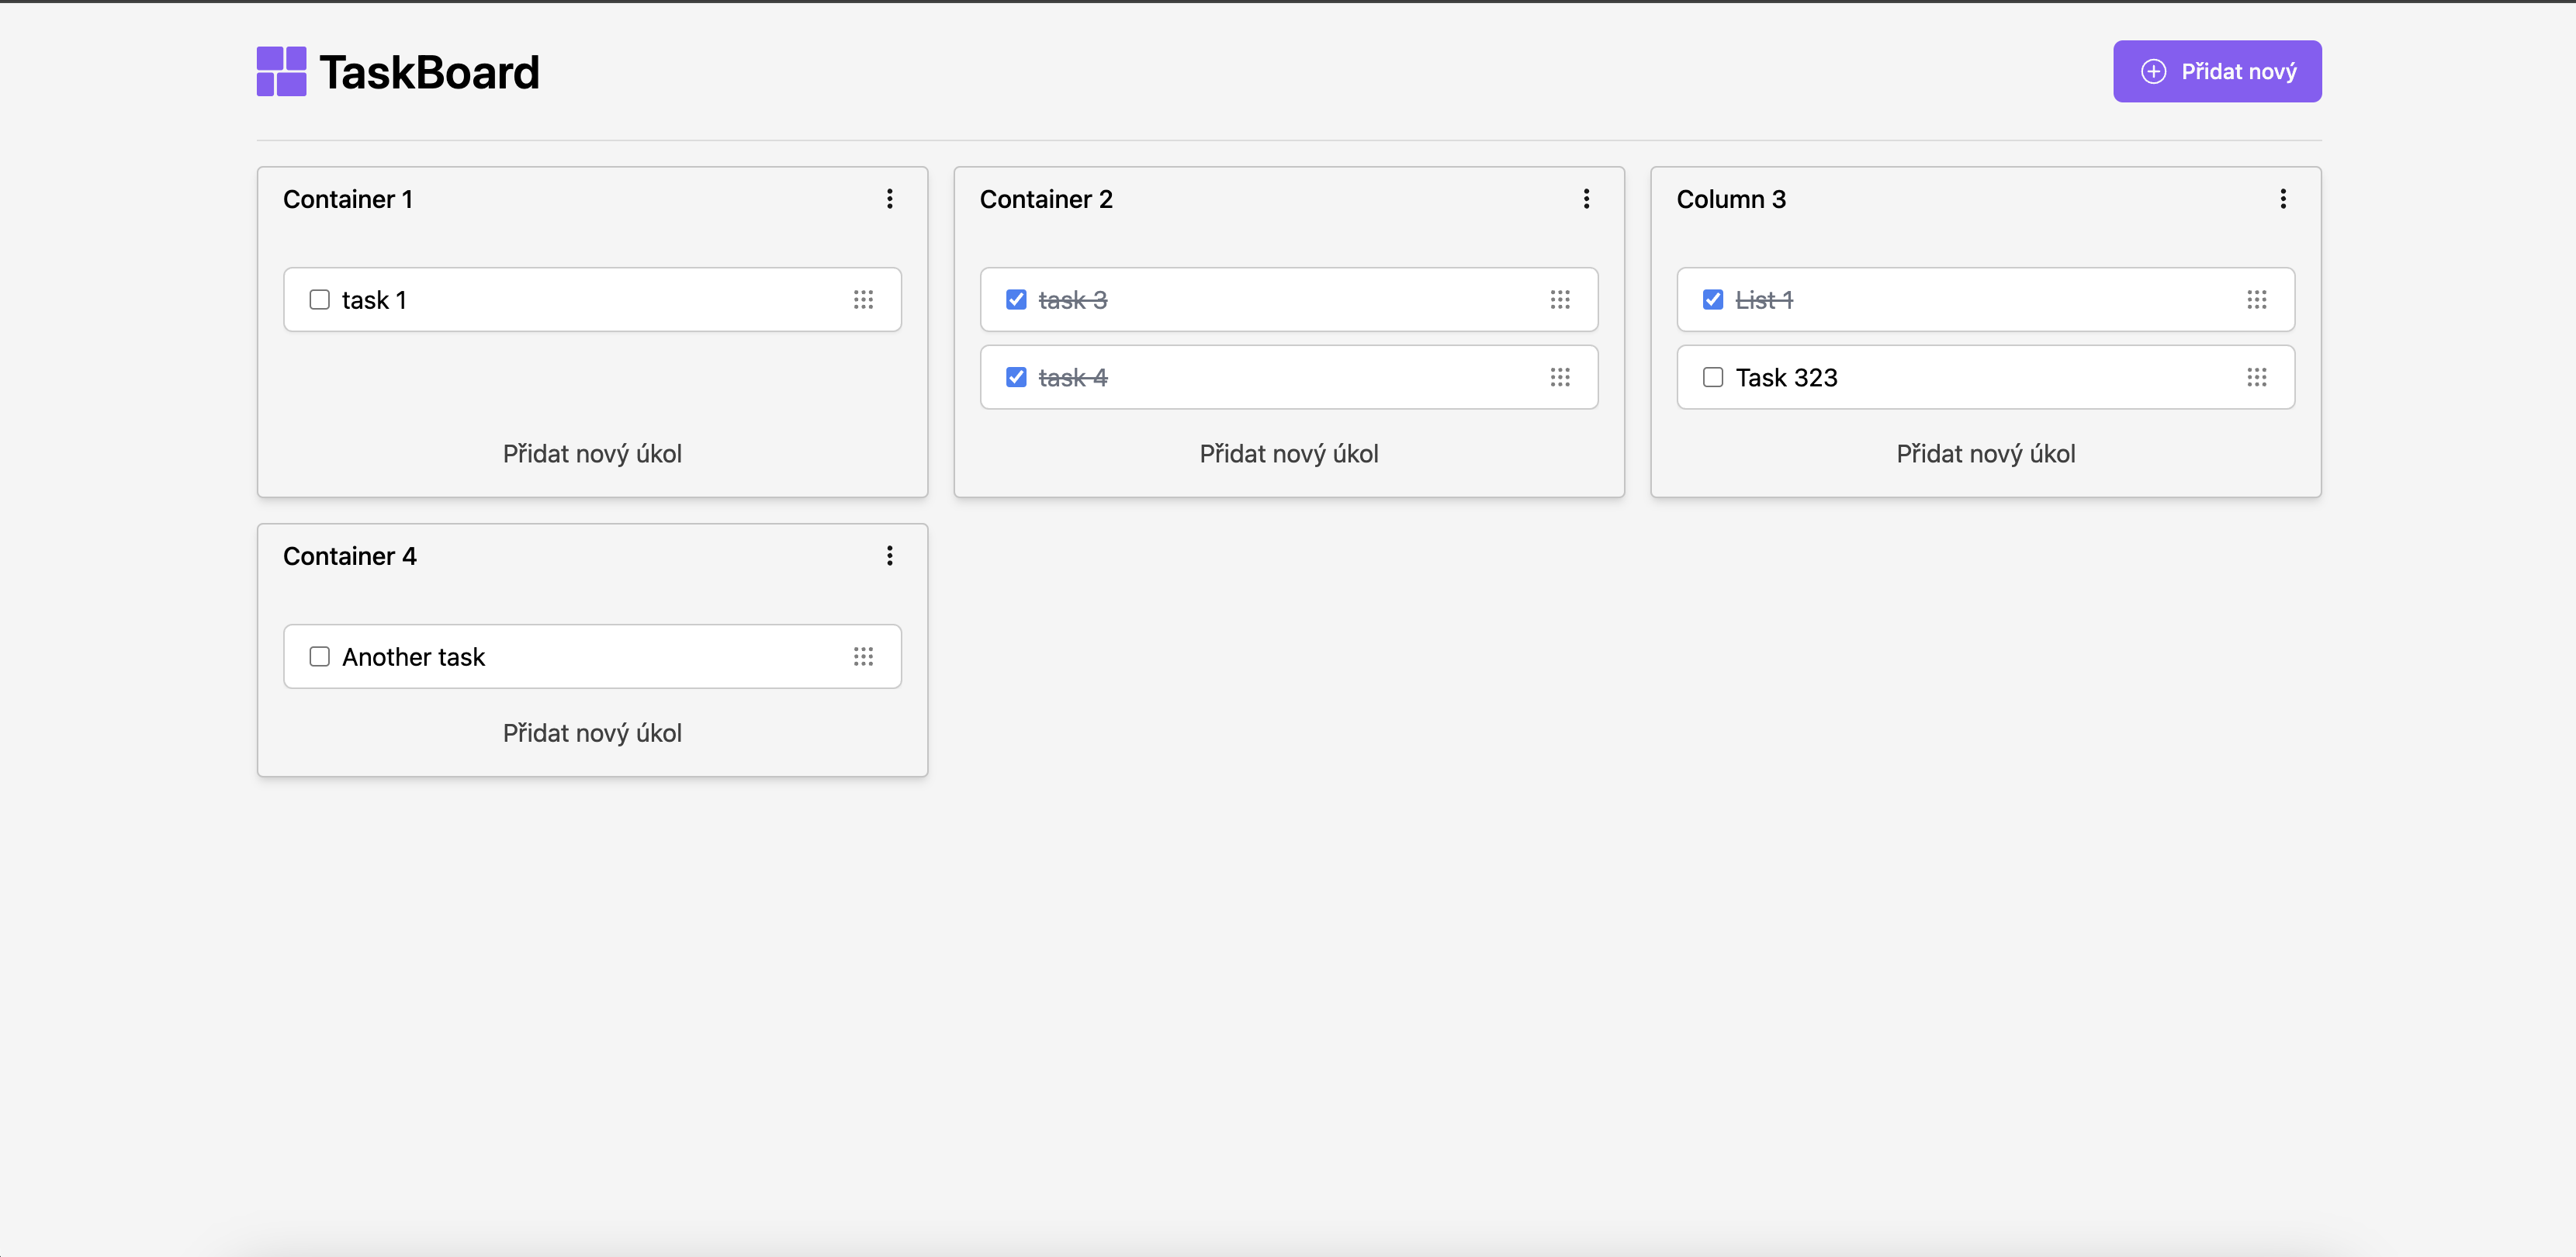 TaskBoard
Přidat nový
Container 1
task 1
Přidat nový úkol
Container 2
task 3
task 4
Přidat nový úkol
Column 3
List 1
Task 323
Přidat nový úkol
Container 4
Another task
Přidat nový úkol